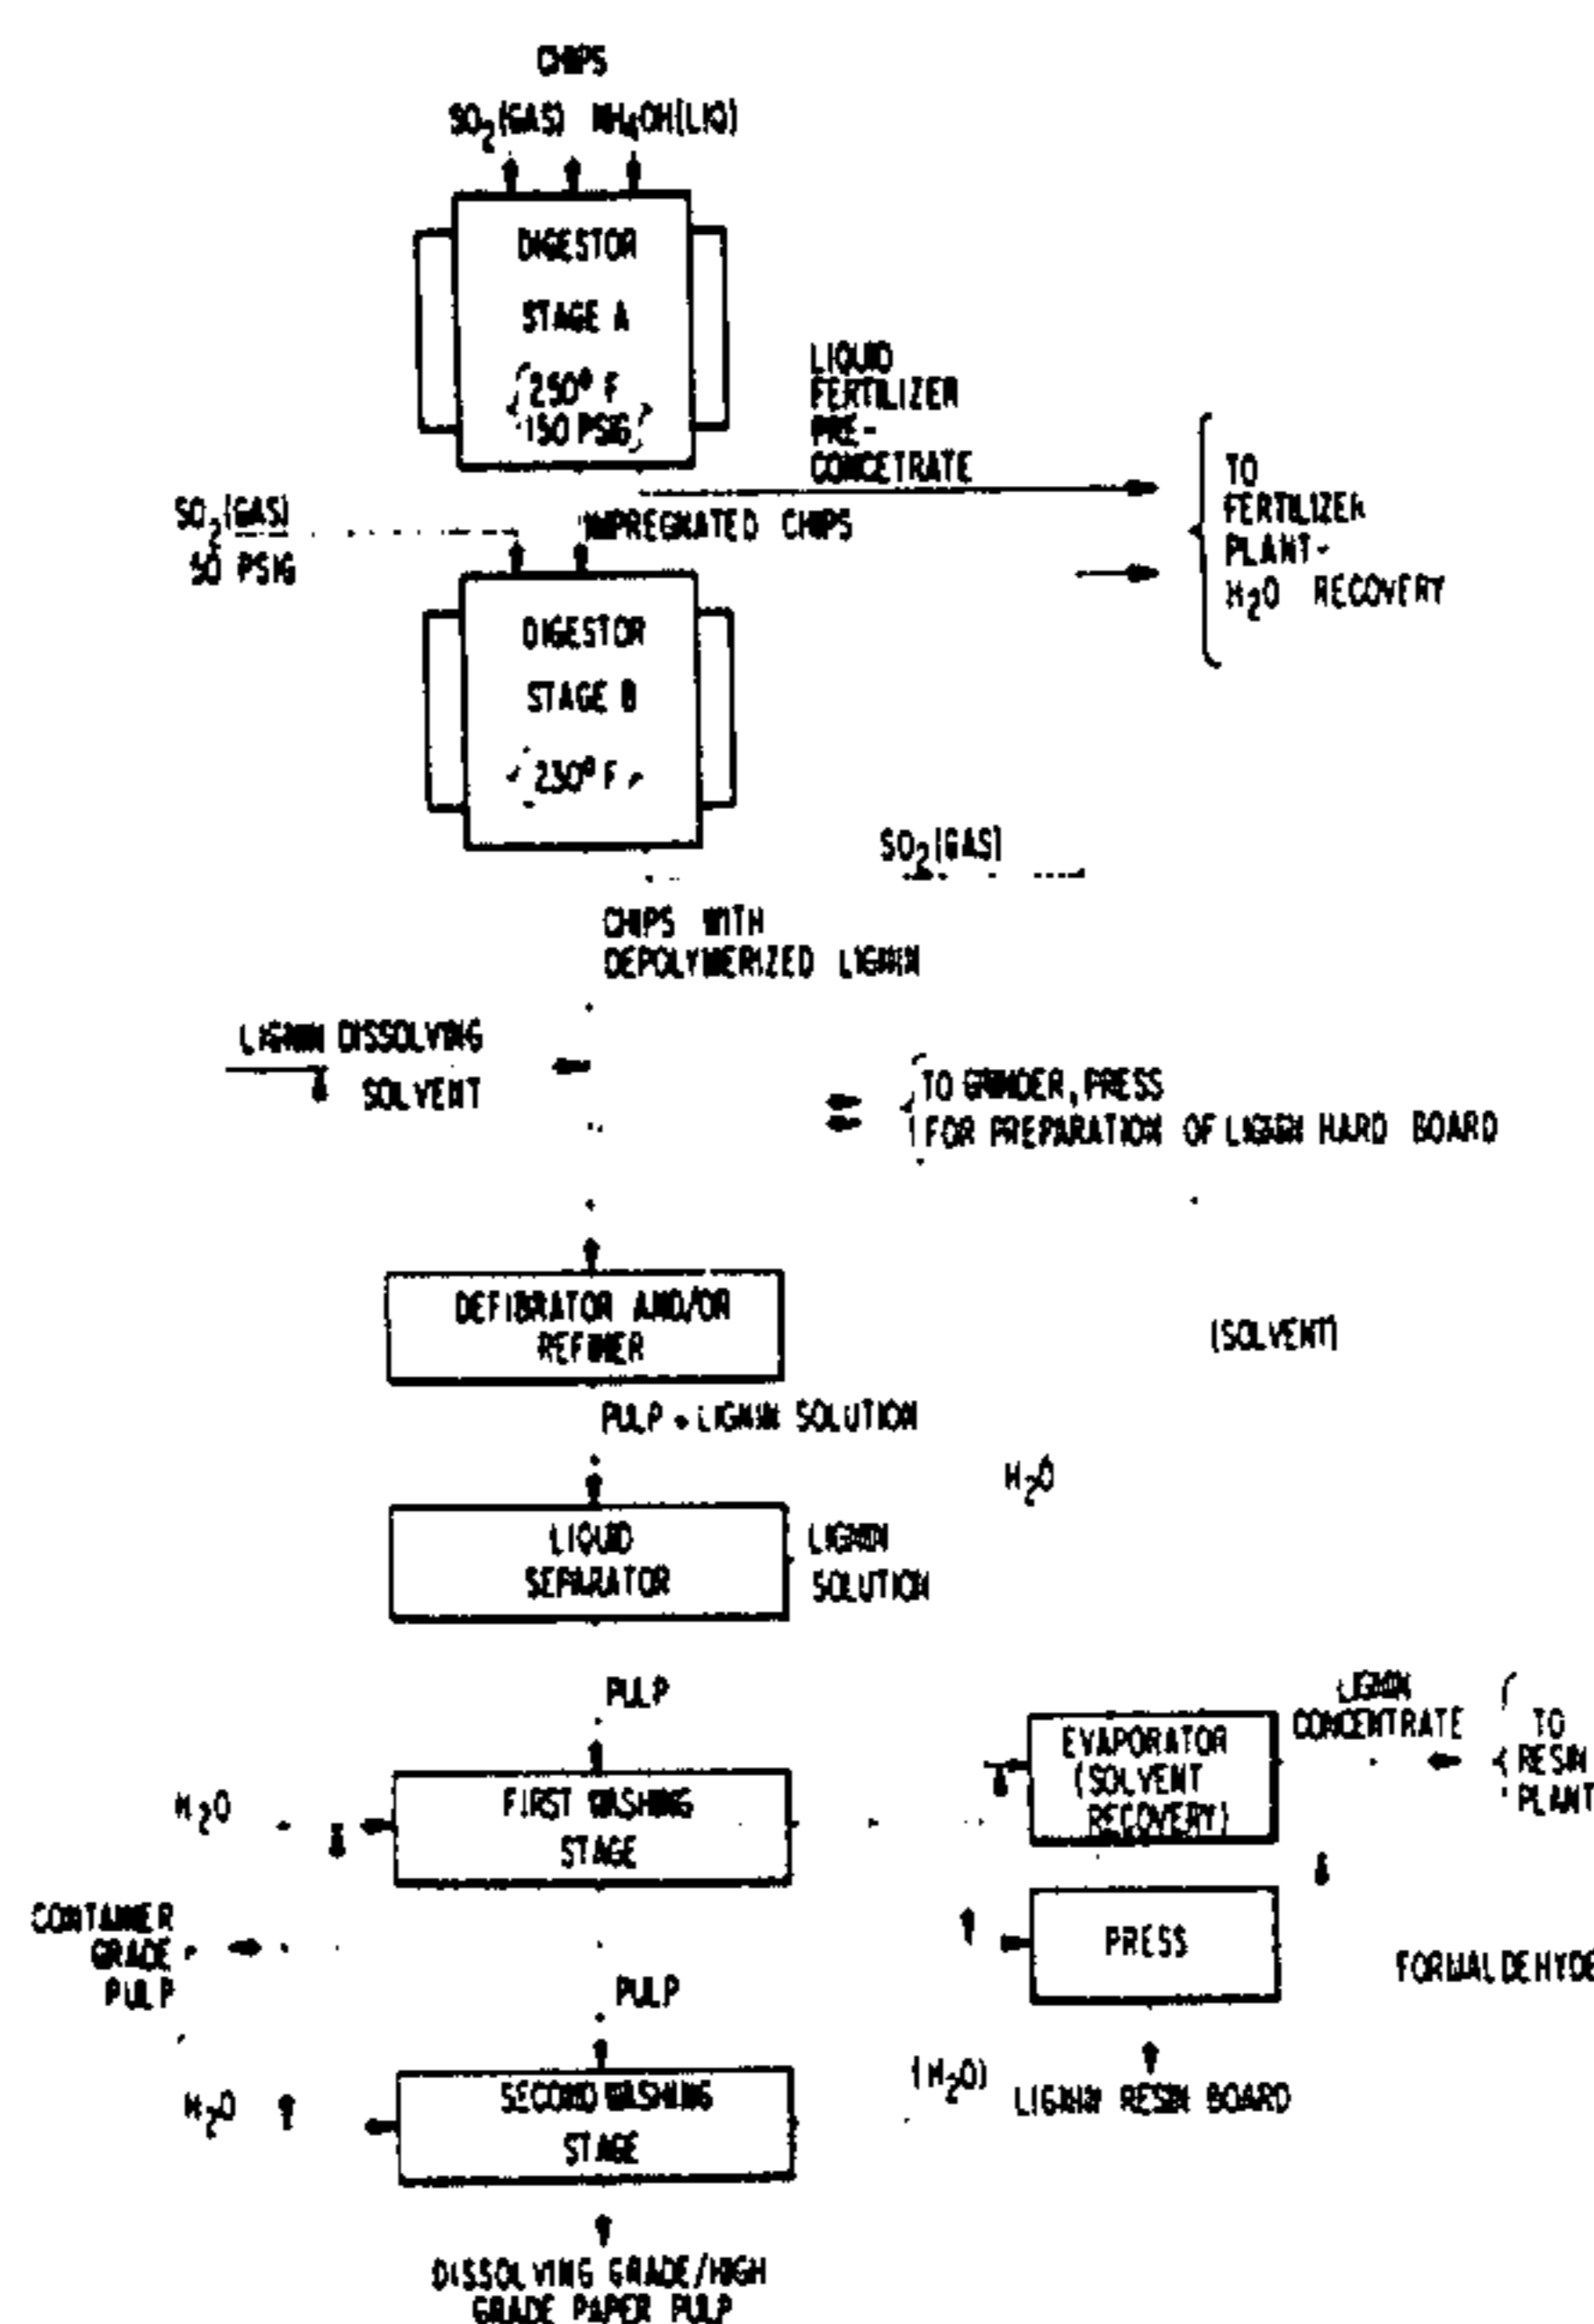 CHIPS
SO2(GAS) NH4OH(LIQ)
DIGESTOR
STAGE A
250° F
150 PSIG
LIQUID
FERTILIZER
PRE-
CONCETRATE
TO
FERTILIZER
PLANT-
H2O RECOVERY
SO2(GAS)
50 PSIG
IMPREGNATED CHIPS
DIGESTOR
STAGE B
230° F
SO2(GAS)
CHIPS WITH
DEPOLYMERIZED LIGNIN
LIGNIN DISSOLVING
SOLVENT
TO GRINDER, PRESS
FOR PREPARATION OF LIGNIN HARD BOARD
DEFIBRATOR AND/OR
REFINER
(SOLVENT)
PULP + LIGNIN SOLUTION
H2O
LIQUID
SEPARATOR
LIGNIN
SOLUTION
PULP
LIGNIN
CONCENTRATE
TO
RESIN
PLANT
EVAPORATOR
(SOLVENT
RECOVERY)
H2O
FIRST WASHING
STAGE
CONTAINER
GRADE
PULP
PRESS
FORMALDEHYDE
PULP
H2O
SECOND WASHING
STAGE
(H2O)
LIGNIN RESIN BOARD
DISSOLVING GRADE/HIGH
GRADE PAPER PULP